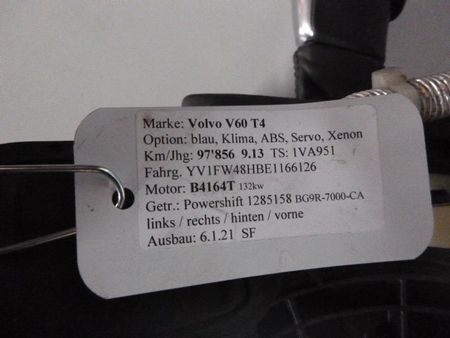 Marke: Volvo V60 T4
Option: blau, Klima, ABS, Servo, Xenon
Km/Jhg: 97'856 9.13 TS: 1VA951
Fahrg. YV1FW48HBE1166126
Motor: B4164T 132kw
Getr.: Powershift 1285158 BG9R-7000-CA
links / rechts / hinten / vorne
Ausbau: 6.1.21 SF